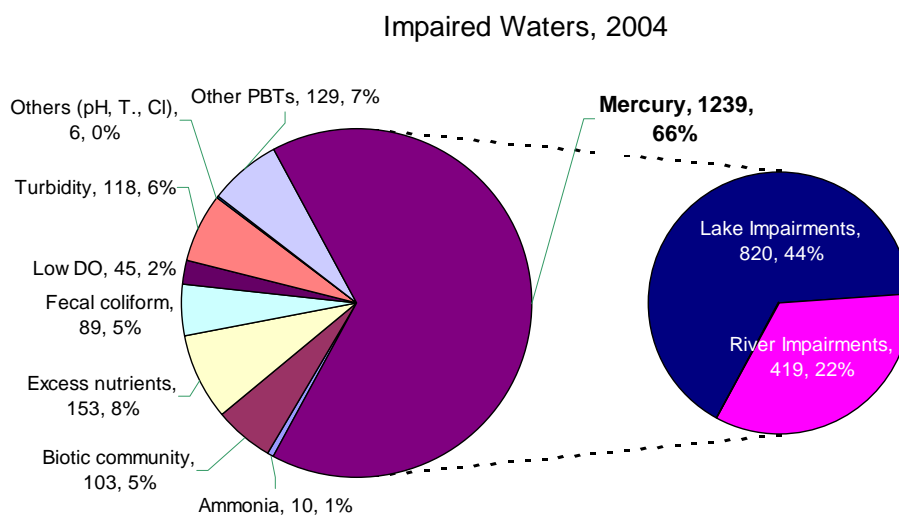 Impaired Waters, 2004
Other PBTs, 129, 7%
Others (pH, T., Cl),
6, 0%
Mercury, 1239,
66%
Turbidity, 118, 6%
Lake Impairments,
820, 44%
Low DO, 45, 2%
Fecal coliform,
89, 5%
River Impairments,
419, 22%
Excess nutrients,
153, 8%
Biotic community,
103, 5%
Ammonia, 10, 1%